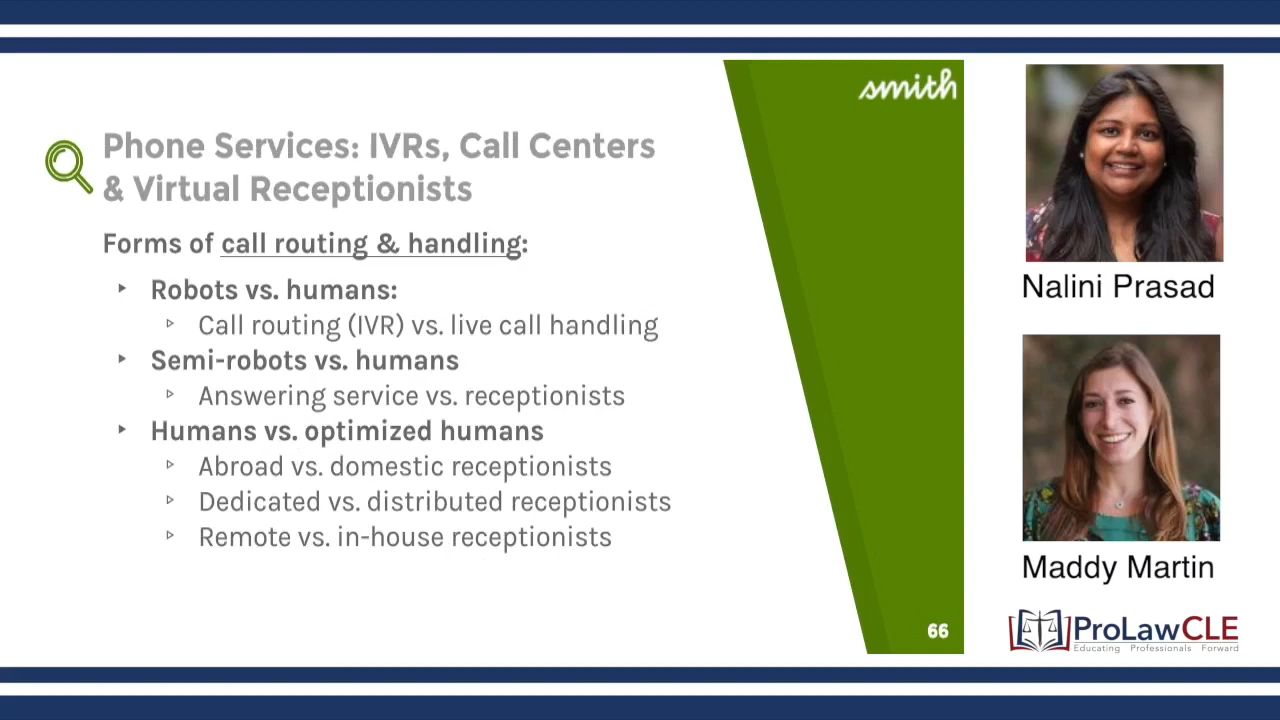 smith
Phone Services: IVRs, Call Centers
& Virtual Receptionists
Forms of call routing & handling:
Robots vs. humans:
Call routing (IVR) vs. live call handling
Semi-robots vs. humans
Answering service vs. receptionists
Humans vs. optimized humans
Abroad vs. domestic receptionists
Dedicated vs. distributed receptionists
Remote vs. in-house receptionists
66
Nalini Prasad
Maddy Martin
ProLawCLE
Educating Professionals Forward